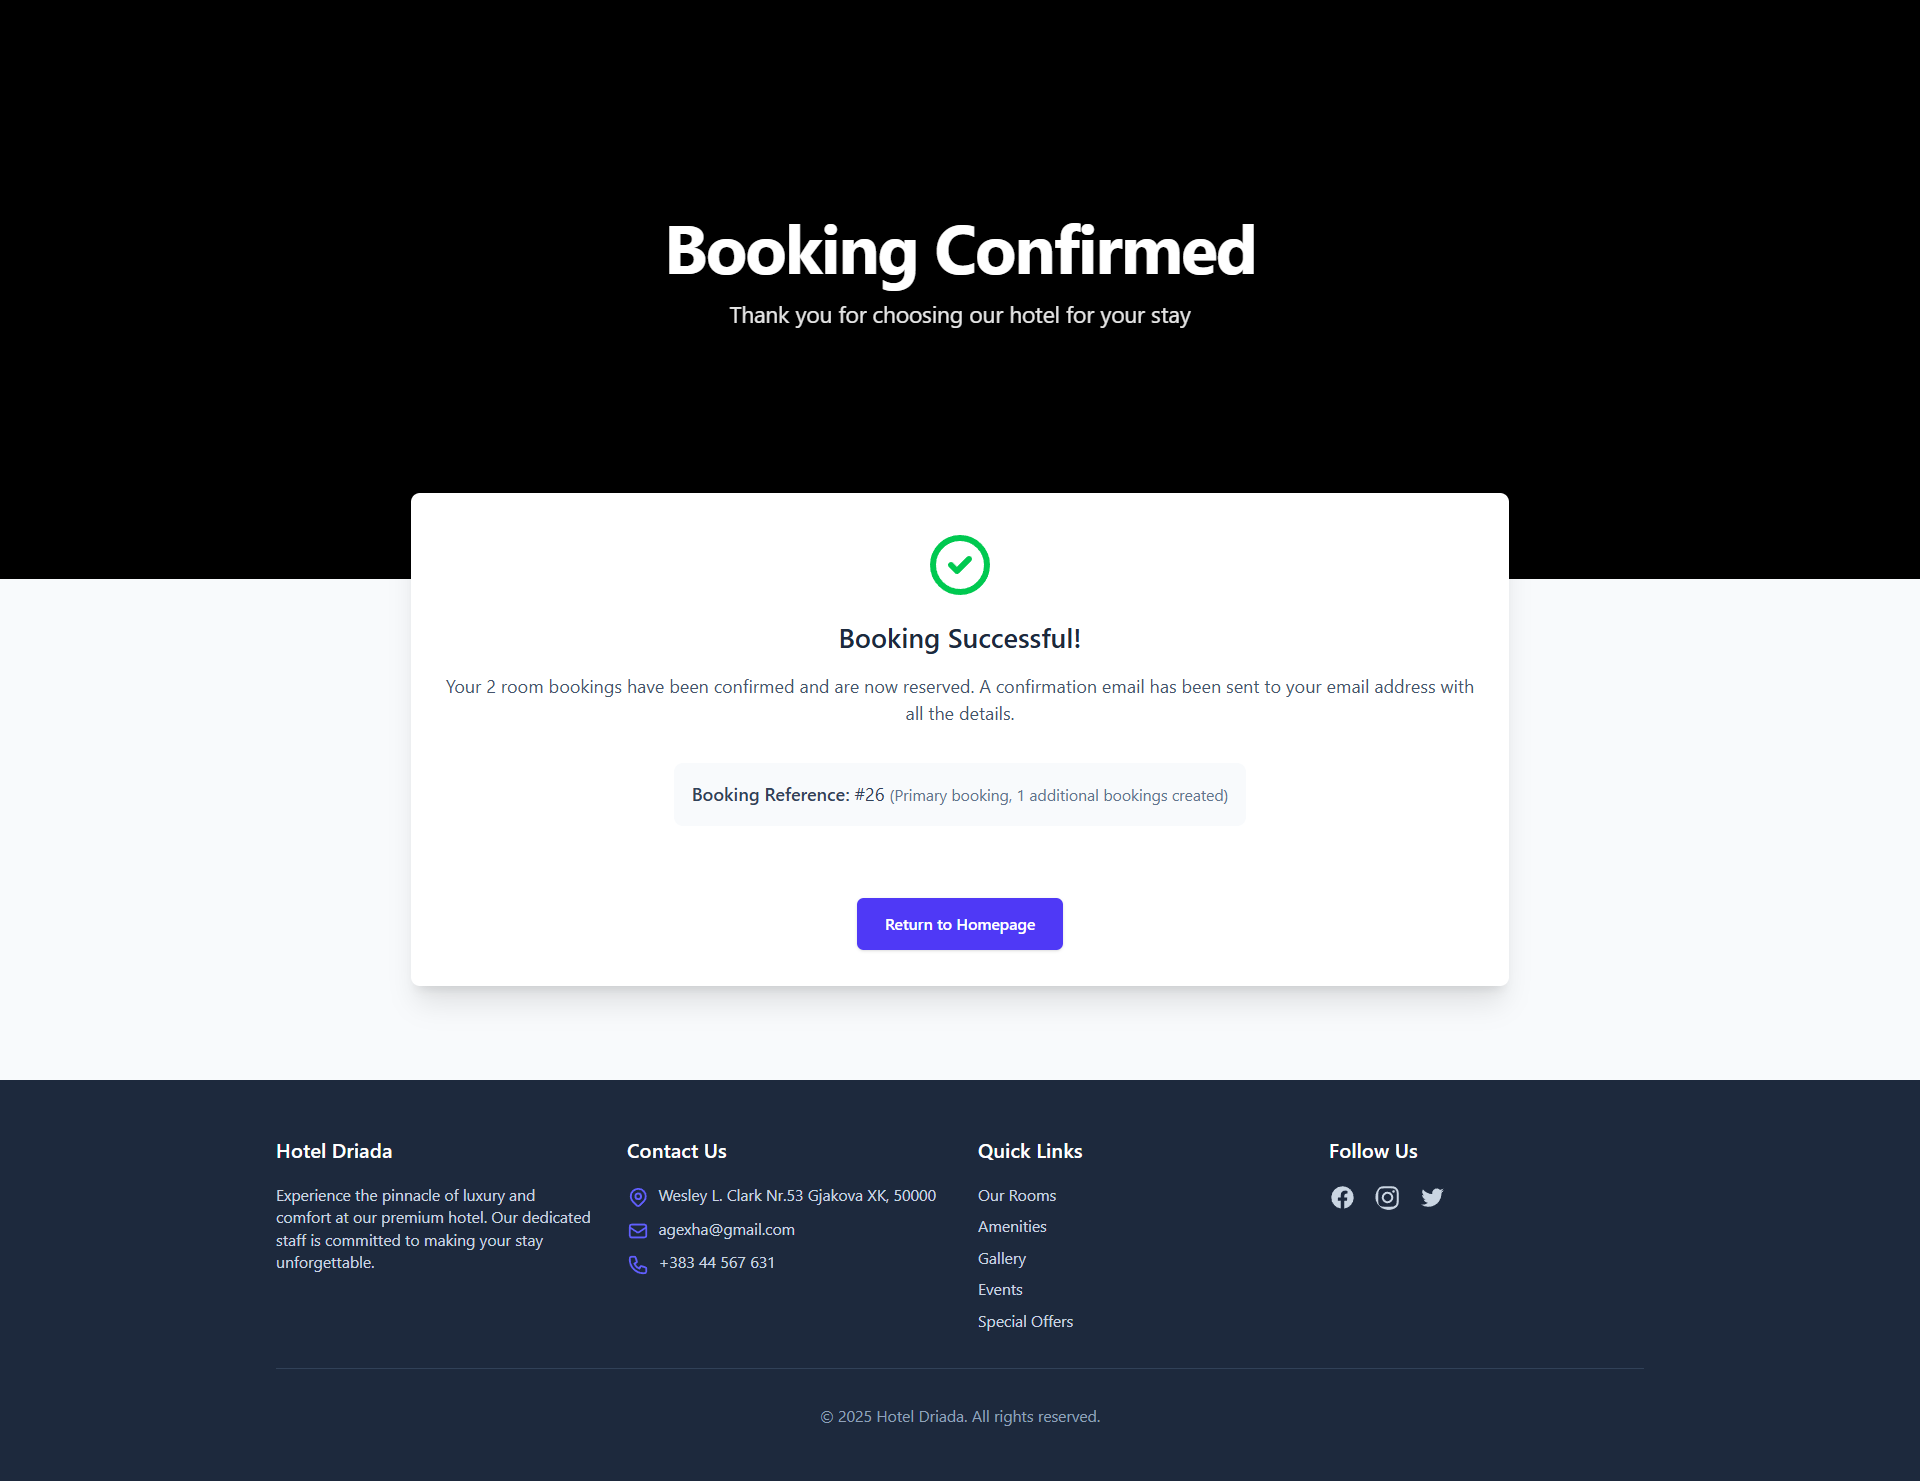 Booking Confirmed
Thank you for choosing our hotel for your stay
Booking Successful!
Your 2 room bookings have been confirmed and are now reserved. A confirmation email has been sent to your email address with
all the details.
Booking Reference: #26 (Primary booking, 1 additional bookings created)
Return to Homepage
Hotel Driada
Experience the pinnacle of luxury and
comfort at our premium hotel. Our dedicated
staff is committed to making your stay
unforgettable.
Contact Us
Wesley L. Clark Nr.53 Gjakova XK, 50000
agexha@gmail.com
+383 44 567 631
Quick Links
Our Rooms
Amenities
Gallery
Events
Special Offers
Follow Us
© 2025 Hotel Driada. All rights reserved.